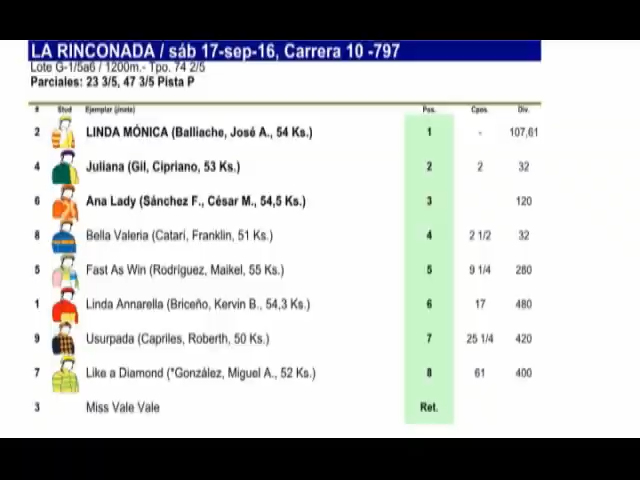 LA RINCONADA / sáb 17-sep-16, Carrera 10 -797
Lote G-1/5a6 / 1200m.- Tpo. 74 2/5
Parciales: 23 3/5, 47 3/5 Pista P
# Stud Ejemplar (jinete) Pos. Cpos. Div.
2 LINDA MÓNICA (Balliache, José A., 54 Ks.) 1 - 107,61
4 Juliana (Gil, Cipriano, 53 Ks.) 2 2 32
6 Ana Lady (Sánchez F., César M., 54,5 Ks.) 3 120
8 Bella Valeria (Catarí, Franklin, 51 Ks.) 4 2 1/2 32
5 Fast As Win (Rodríguez, Maikel, 55 Ks.) 5 9 1/4 280
1 Linda Annarella (Briceño, Kervin B., 54,3 Ks.) 6 17 480
9 Usurpada (Capriles, Roberth, 50 Ks.) 7 25 1/4 420
7 Like a Diamond (*González, Miguel A., 52 Ks.) 8 61 400
3 Miss Vale Vale Ret.